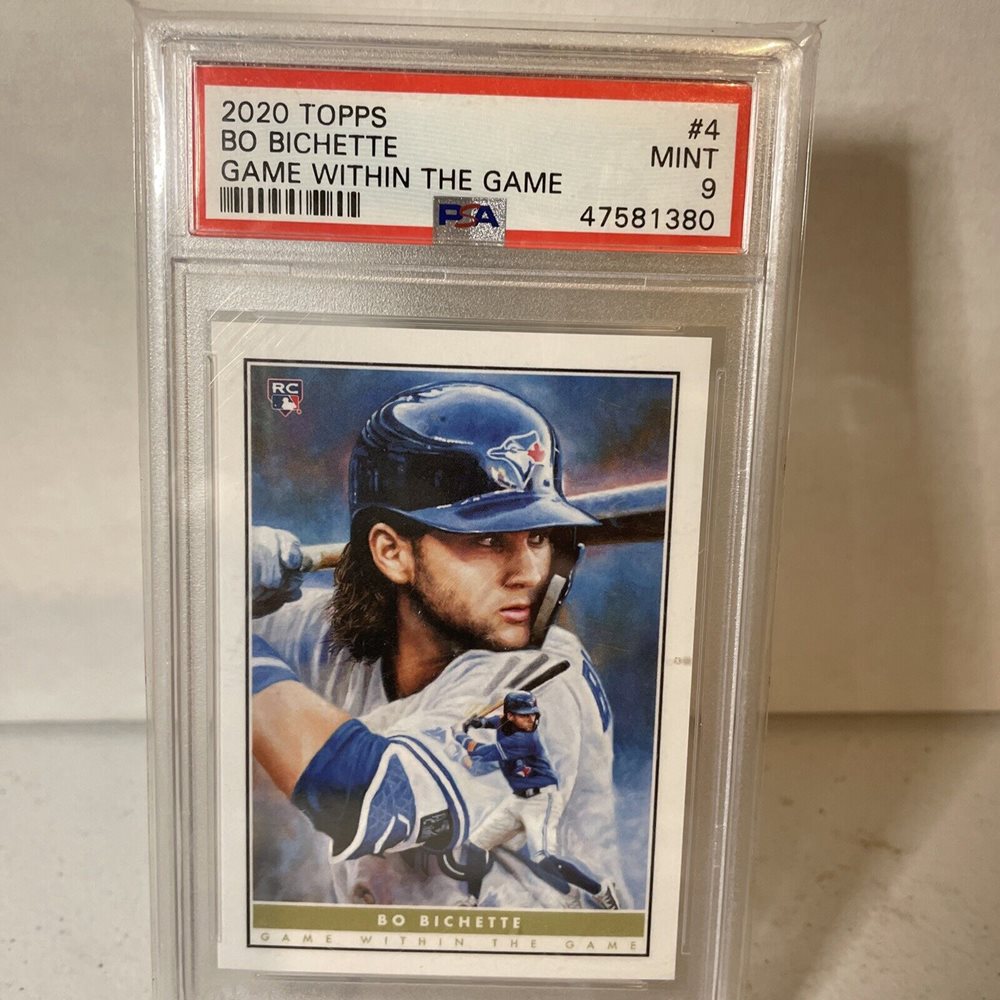 2020 TOPPS
#4
BO BICHETTE
MINT
GAME WITHIN THE GAME
9
PSA
47581380
RC
BO BICHETTE
GAME WITHIN THE GAME